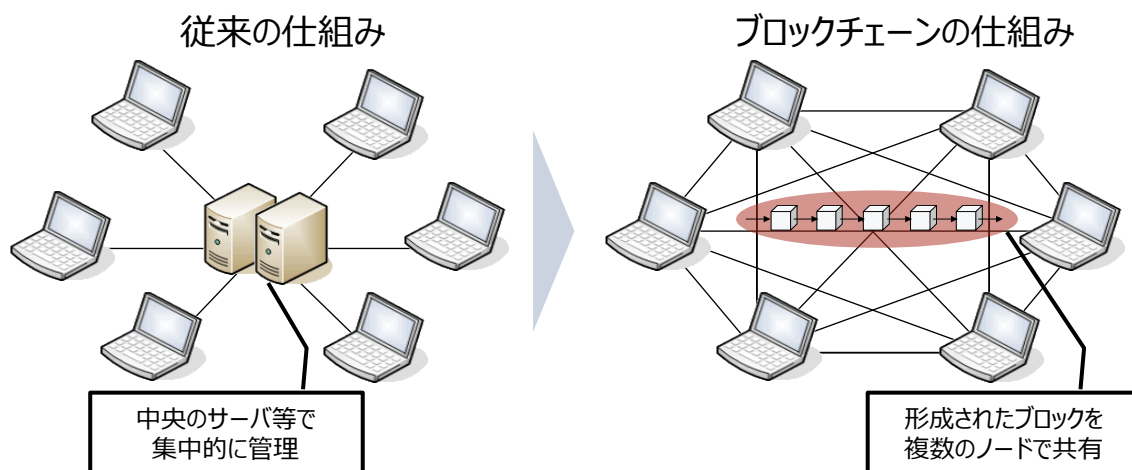 従来の仕組み
ブロックチェーンの仕組み
中央のサーバ等で
集中的に管理
形成されたブロックを
複数のノードで共有